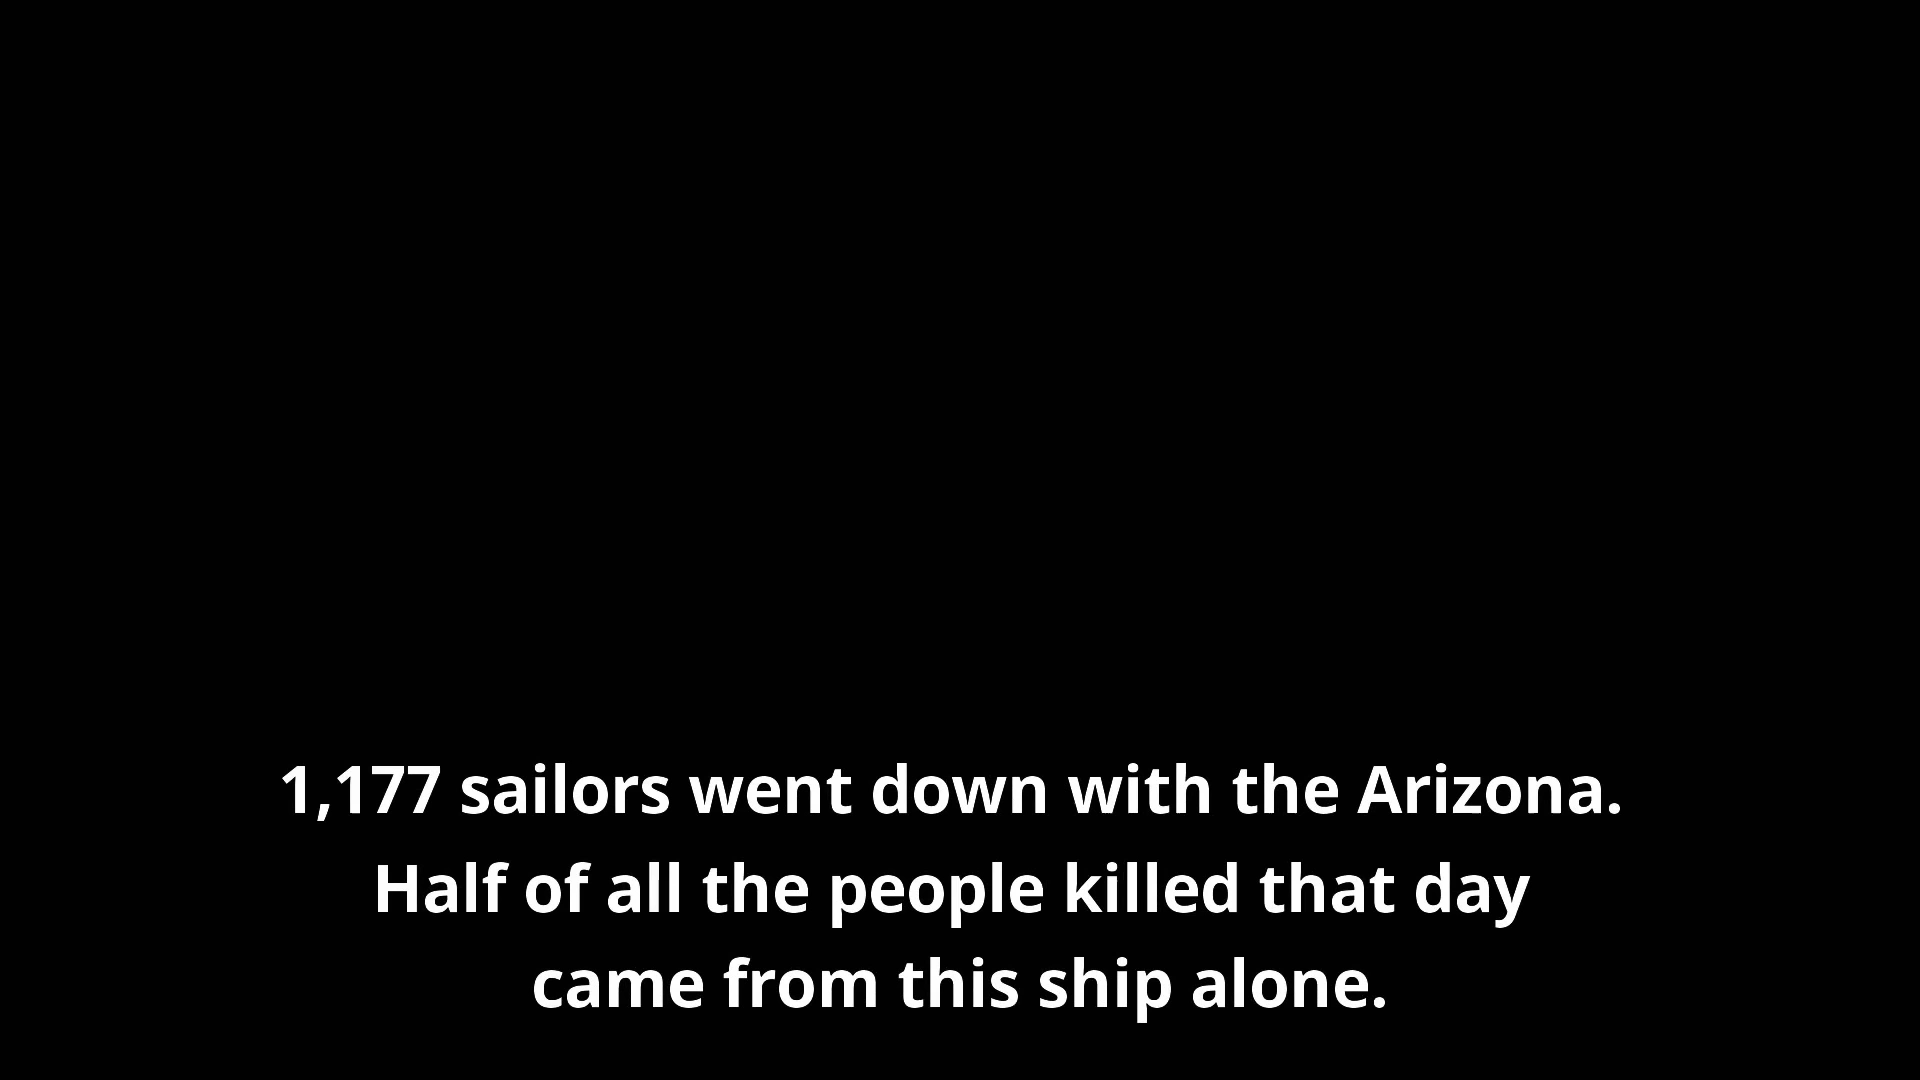 1,177 sailors went down with the Arizona.
Half of all the people killed that day
came from this ship alone.